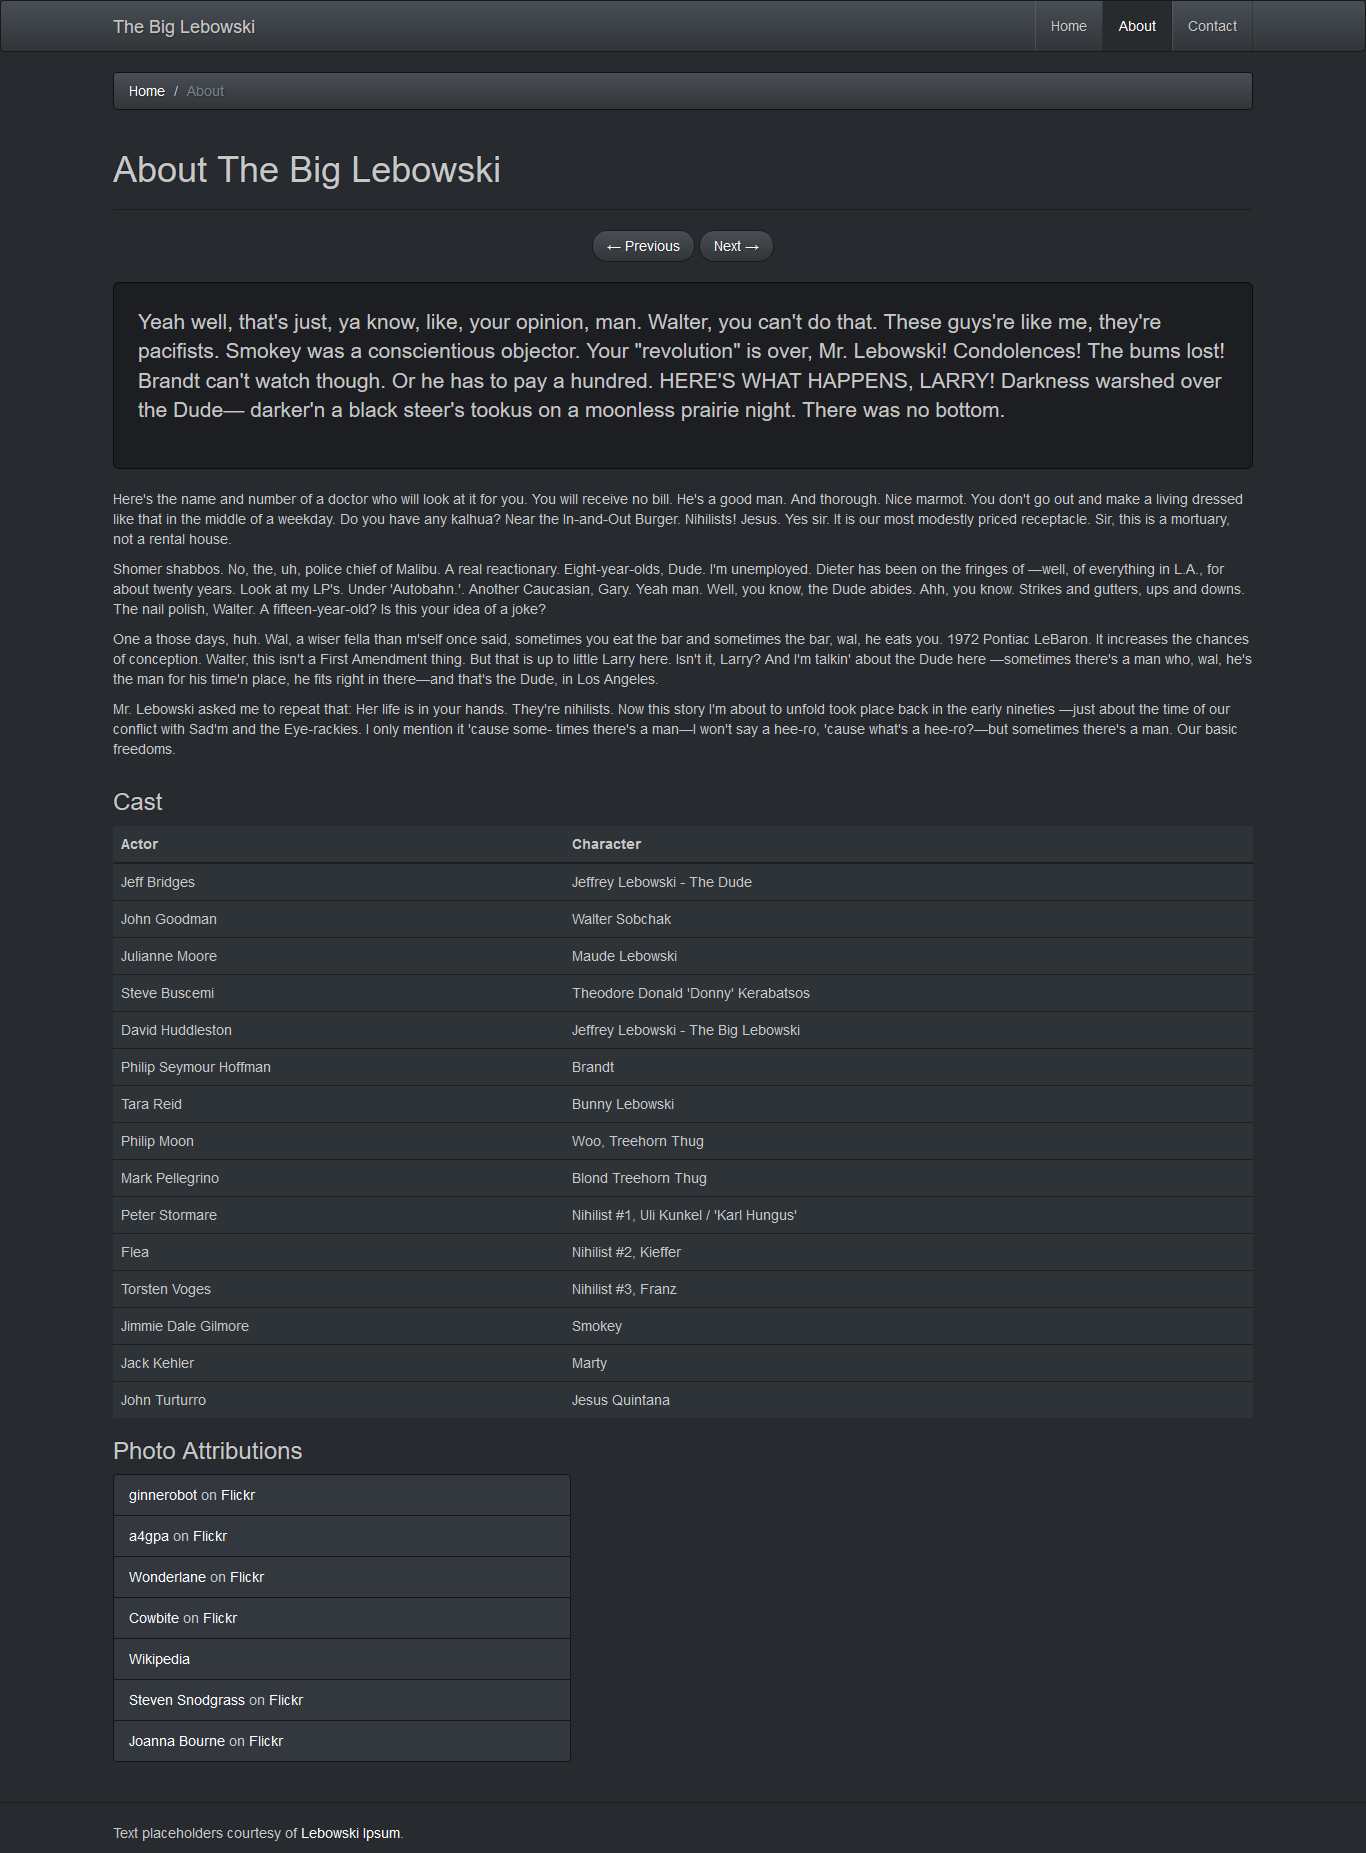 The Big Lebowski
Home
About
Contact
Home / About
About The Big Lebowski
← Previous
Next →
Yeah well, that's just, ya know, like, your opinion, man. Walter, you can't do that. These guys're like me, they're
pacifists. Smokey was a conscientious objector. Your "revolution" is over, Mr. Lebowski! Condolences! The bums lost!
Brandt can't watch though. Or he has to pay a hundred. HERE'S WHAT HAPPENS, LARRY! Darkness warshed over
the Dude— darker'n a black steer's tookus on a moonless prairie night. There was no bottom.
Here's the name and number of a doctor who will look at it for you. You will receive no bill. He's a good man. And thorough. Nice marmot. You don't go out and make a living dressed
like that in the middle of a weekday. Do you have any kalhua? Near the In-and-Out Burger. Nihilists! Jesus. Yes sir. It is our most modestly priced receptacle. Sir, this is a mortuary,
not a rental house.
Shomer shabbos. No, the, uh, police chief of Malibu. A real reactionary. Eight-year-olds, Dude. I'm unemployed. Dieter has been on the fringes of —well, of everything in L.A., for
about twenty years. Look at my LP's. Under 'Autobahn.'. Another Caucasian, Gary. Yeah man. Well, you know, the Dude abides. Ahh, you know. Strikes and gutters, ups and downs.
The nail polish, Walter. A fifteen-year-old? Is this your idea of a joke?
One a those days, huh. Wal, a wiser fella than m'self once said, sometimes you eat the bar and sometimes the bar, wal, he eats you. 1972 Pontiac LeBaron. It increases the chances
of conception. Walter, this isn't a First Amendment thing. But that is up to little Larry here. Isn't it, Larry? And I'm talkin' about the Dude here —sometimes there's a man who, wal, he's
the man for his time'n place, he fits right in there—and that's the Dude, in Los Angeles.
Mr. Lebowski asked me to repeat that: Her life is in your hands. They're nihilists. Now this story I'm about to unfold took place back in the early nineties —just about the time of our
conflict with Sad'm and the Eye-rackies. I only mention it 'cause some- times there's a man—I won't say a hee-ro, 'cause what's a hee-ro?—but sometimes there's a man. Our basic
freedoms.
Cast
Actor Character
Jeff Bridges Jeffrey Lebowski - The Dude
John Goodman Walter Sobchak
Julianne Moore Maude Lebowski
Steve Buscemi Theodore Donald 'Donny' Kerabatsos
David Huddleston Jeffrey Lebowski - The Big Lebowski
Philip Seymour Hoffman Brandt
Tara Reid Bunny Lebowski
Philip Moon Woo, Treehorn Thug
Mark Pellegrino Blond Treehorn Thug
Peter Stormare Nihilist #1, Uli Kunkel / 'Karl Hungus'
Flea Nihilist #2, Kieffer
Torsten Voges Nihilist #3, Franz
Jimmie Dale Gilmore Smokey
Jack Kehler Marty
John Turturro Jesus Quintana
Photo Attributions
ginnerobot on Flickr
a4gpa on Flickr
Wonderlane on Flickr
Cowbite on Flickr
Wikipedia
Steven Snodgrass on Flickr
Joanna Bourne on Flickr
Text placeholders courtesy of Lebowski Ipsum.